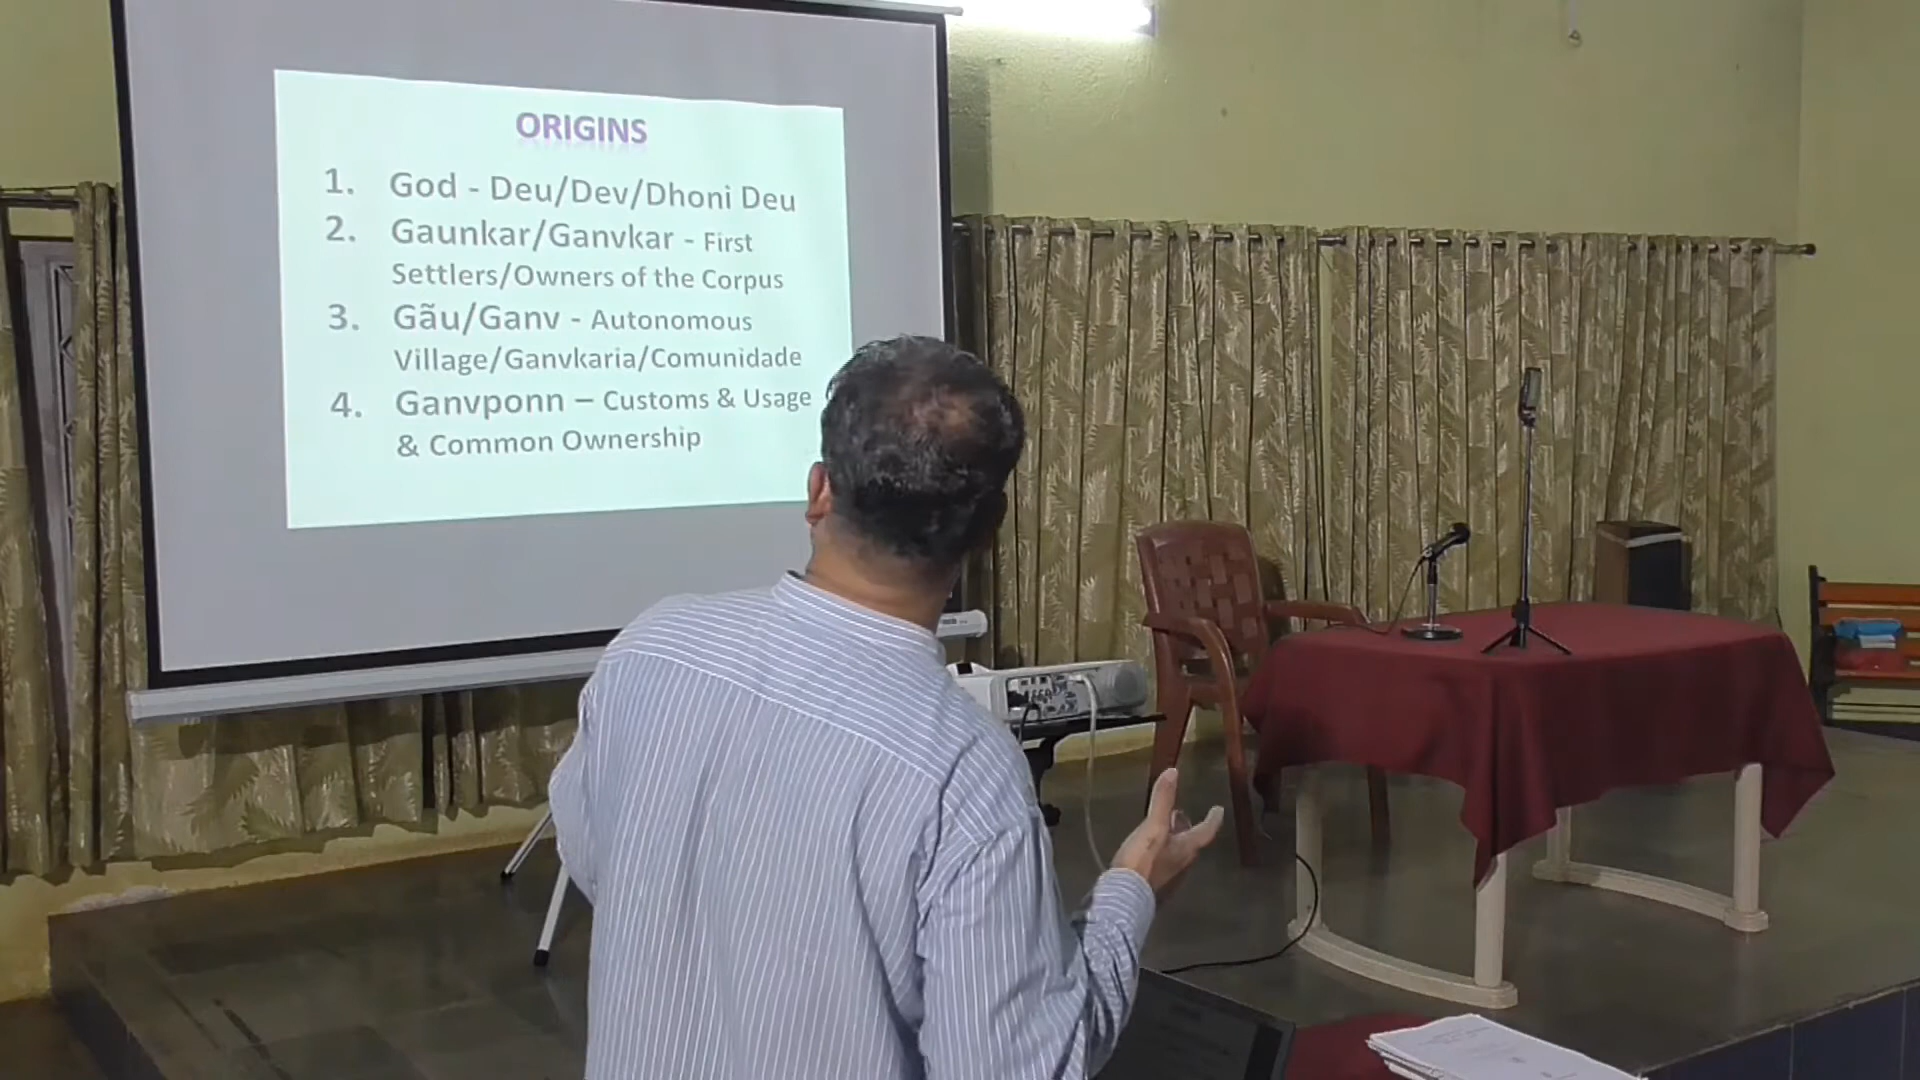 ORIGINS
1. God - Deu/Dev/Dhoni Deu
2. Gaunkar/Ganvkar - First
Settlers/Owners of the Corpus
3. Gãu/Ganv - Autonomous
Village/Ganvkaria/Comunidade
4. Ganvponn – Customs & Usage
& Common Ownership